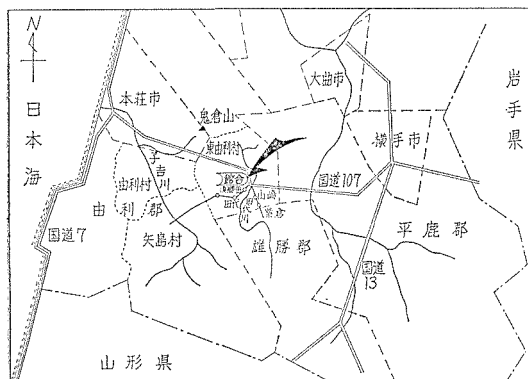 N
日本海
本荘市
鬼倉山
東由利村
大曲市
岩手県
横手市
子吉川
由利村
由利郡
国道7
矢島村
国道107
雄勝郡
平鹿郡
国道13
山形県